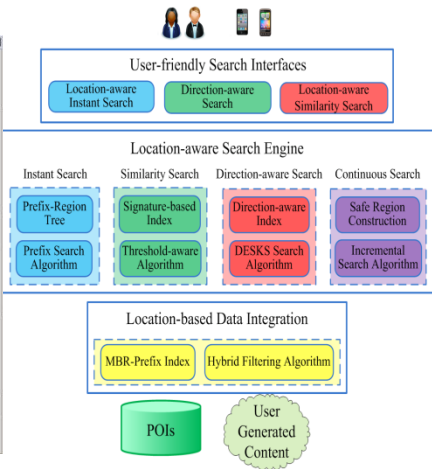 User-friendly Search Interfaces
Location-aware
Instant Search
Direction-aware
Search
Location-aware
Similarity Search
Location-aware Search Engine
Instant Search
Similarity Search
Direction-aware Search
Continuous Search
Prefix-Region
Tree
Signature-based
Index
Direction-aware
Index
Safe Region
Construction
Prefix Search
Algorithm
Threshold-aware
Algorithm
DESKS Search
Algorithm
Incremental
Search Algorithm
Location-based Data Integration
MBR-Prefix Index
Hybrid Filtering Algorithm
POIs
User
Generated
Content